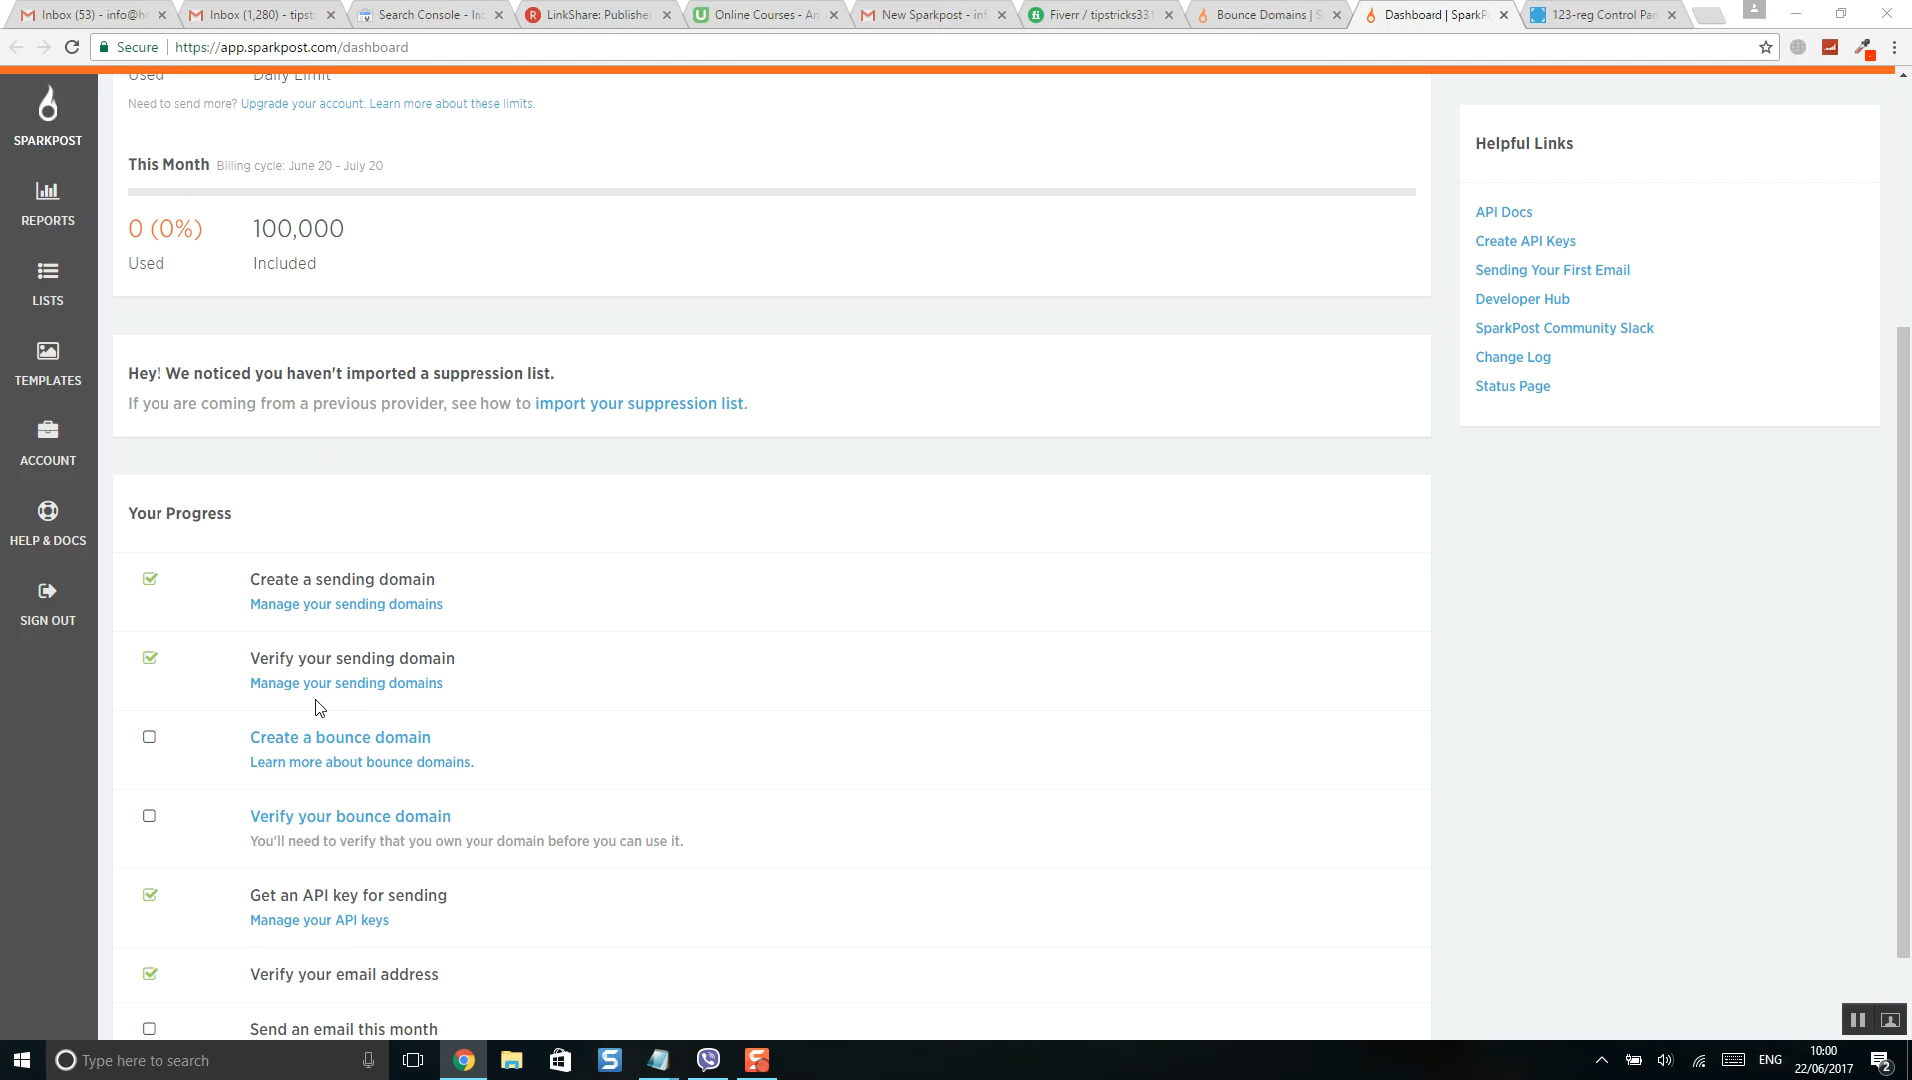 Inbox (53) - info@h
Inbox (1,280) - tipst
Search Console - In
LinkShare: Publisher
Online Courses - An
New Sparkpost - inf
Fiverr / tipstricks331
Bounce Domains | S
Dashboard | SparkP
123-reg Control Pan
Secure
https://app.sparkpost.com/dashboard
SPARKPOST
REPORTS
LISTS
TEMPLATES
ACCOUNT
HELP & DOCS
SIGN OUT
Used Daily Limit
Need to send more? Upgrade your account. Learn more about these limits.
This Month Billing cycle: June 20 - July 20
0 (0%) 100,000
Used Included
Hey! We noticed you haven't imported a suppression list.
If you are coming from a previous provider, see how to import your suppression list.
Your Progress
Create a sending domain
Manage your sending domains
Verify your sending domain
Manage your sending domains
Create a bounce domain
Learn more about bounce domains.
Verify your bounce domain
You'll need to verify that you own your domain before you can use it.
Get an API key for sending
Manage your API keys
Verify your email address
Send an email this month
Helpful Links
API Docs
Create API Keys
Sending Your First Email
Developer Hub
SparkPost Community Slack
Change Log
Status Page
Type here to search
ENG
10:00
22/06/2017
2